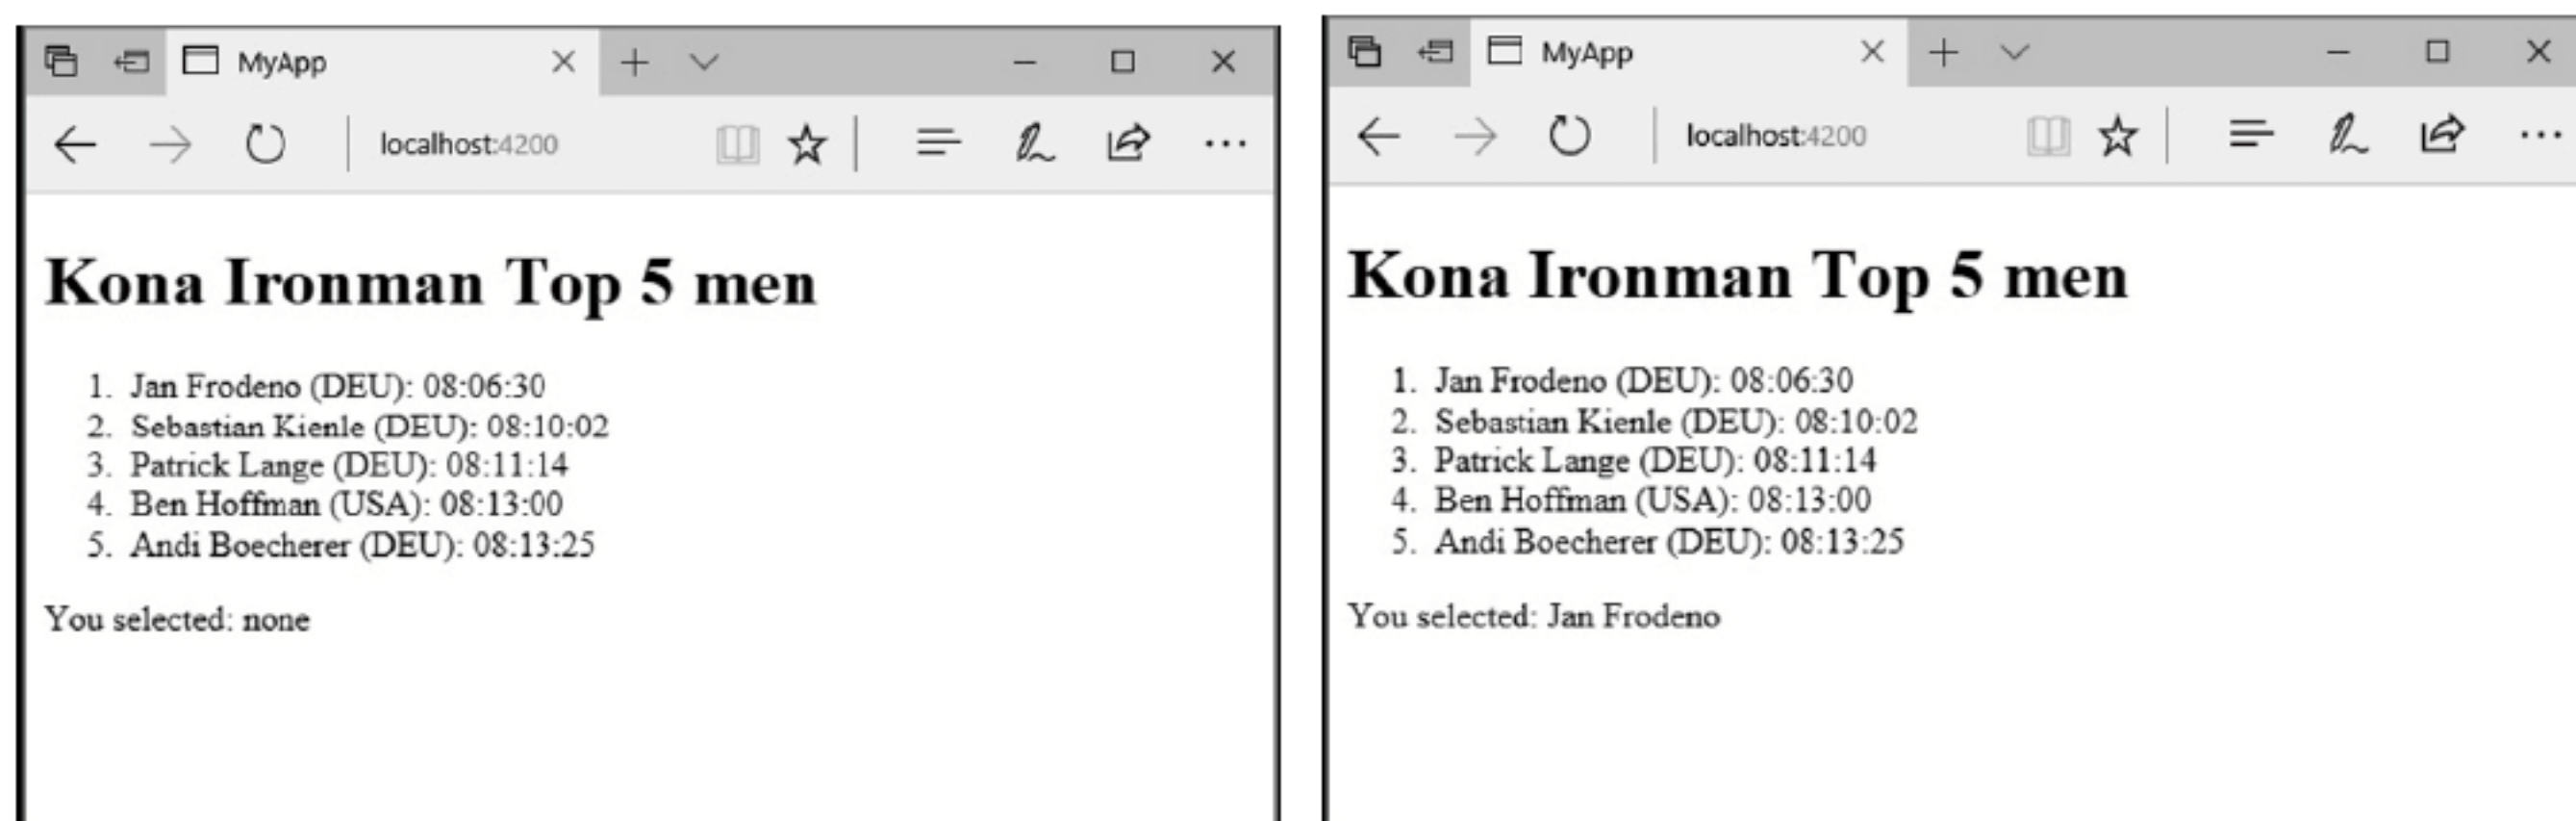 MyApp
localhost:4200
Kona Ironman Top 5 men
1. Jan Frodeno (DEU): 08:06:30
2. Sebastian Kienle (DEU): 08:10:02
3. Patrick Lange (DEU): 08:11:14
4. Ben Hoffman (USA): 08:13:00
5. Andi Boecherer (DEU): 08:13:25
You selected: none
MyApp
localhost:4200
Kona Ironman Top 5 men
1. Jan Frodeno (DEU): 08:06:30
2. Sebastian Kienle (DEU): 08:10:02
3. Patrick Lange (DEU): 08:11:14
4. Ben Hoffman (USA): 08:13:00
5. Andi Boecherer (DEU): 08:13:25
You selected: Jan Frodeno